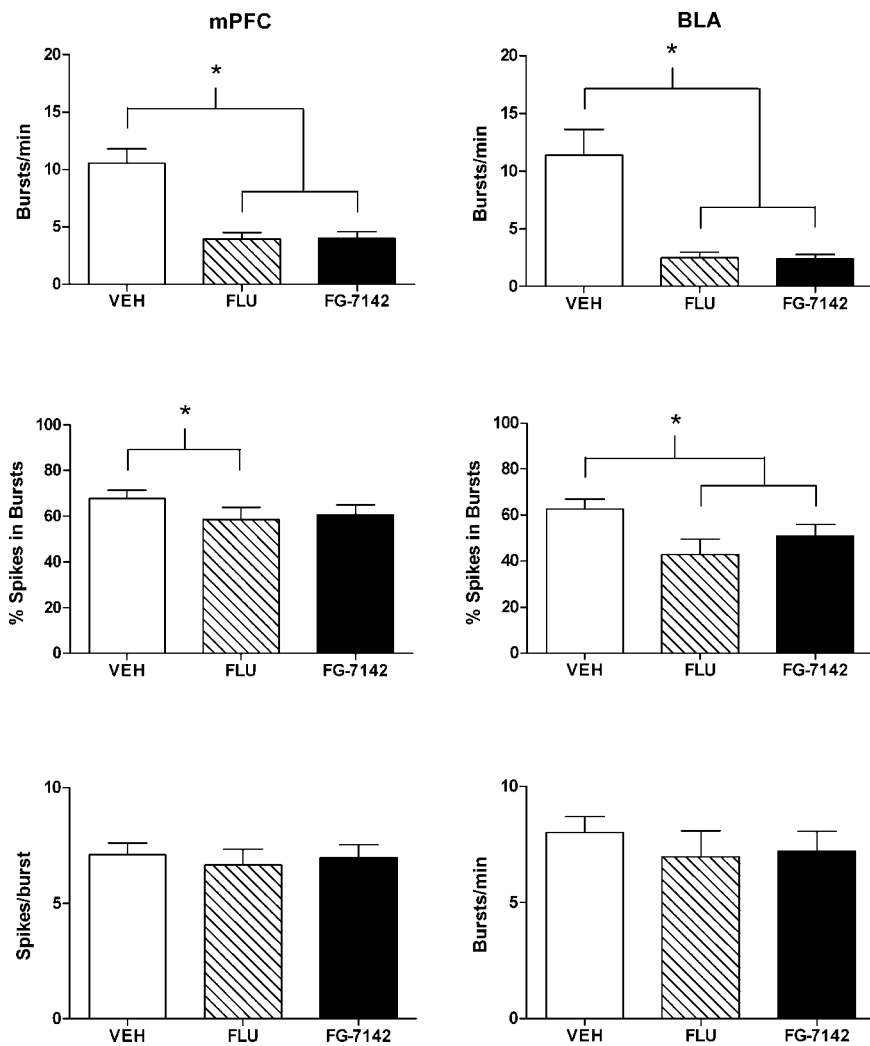 mPFC
Bursts/min
20
15
10
5
0
*
VEH FLU FG-7142
BLA
Bursts/min
20
15
10
5
0
*
VEH FLU FG-7142
% Spikes in Bursts
100
80
60
40
20
0
*
VEH FLU FG-7142
% Spikes in Bursts
100
80
60
40
20
0
*
VEH FLU FG-7142
Spikes/burst
10
5
0
VEH FLU FG-7142
Bursts/min
10
5
0
VEH FLU FG-7142